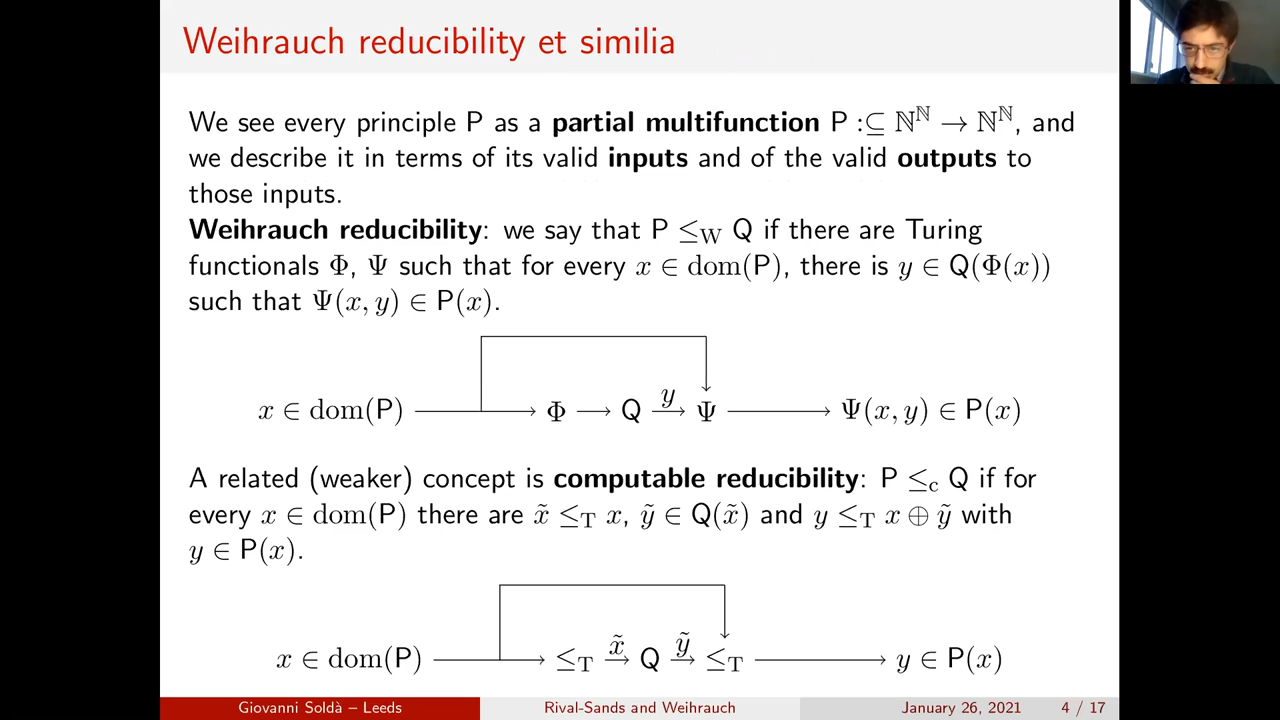 Weihrauch reducibility et similia
We see every principle P as a partial multifunction P :⊆ ℕ^ℕ → ℕ^ℕ, and
we describe it in terms of its valid inputs and of the valid outputs to
those inputs.
Weihrauch reducibility: we say that P ≤_W Q if there are Turing
functionals Φ, Ψ such that for every x ∈ dom(P), there is y ∈ Q(Φ(x))
such that Ψ(x, y) ∈ P(x).
x ∈ dom(P) → Φ → Q →^y Ψ → Ψ(x, y) ∈ P(x)
A related (weaker) concept is computable reducibility: P ≤_c Q if for
every x ∈ dom(P) there are x̃ ≤_T x, ỹ ∈ Q(x̃) and y ≤_T x ⊕ ỹ with
y ∈ P(x).
x ∈ dom(P) → ≤_T →^x̃ Q →^ỹ ≤_T → y ∈ P(x)
Giovanni Soldà – Leeds Rival-Sands and Weihrauch January 26, 2021 4 / 17